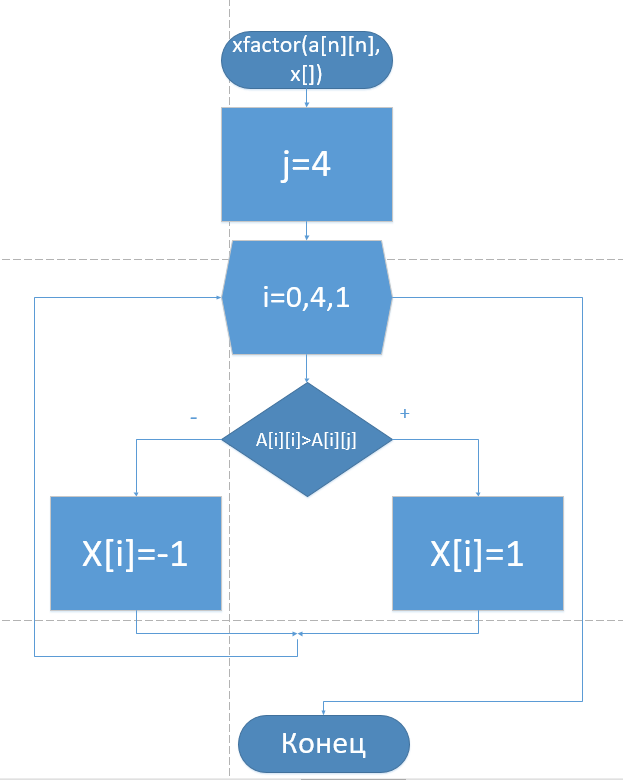 xfactor(a[n][n],
x[])
j=4
i=0,4,1
-
+
A[i][i]>A[i][j]
X[i]=-1
X[i]=1
Конец